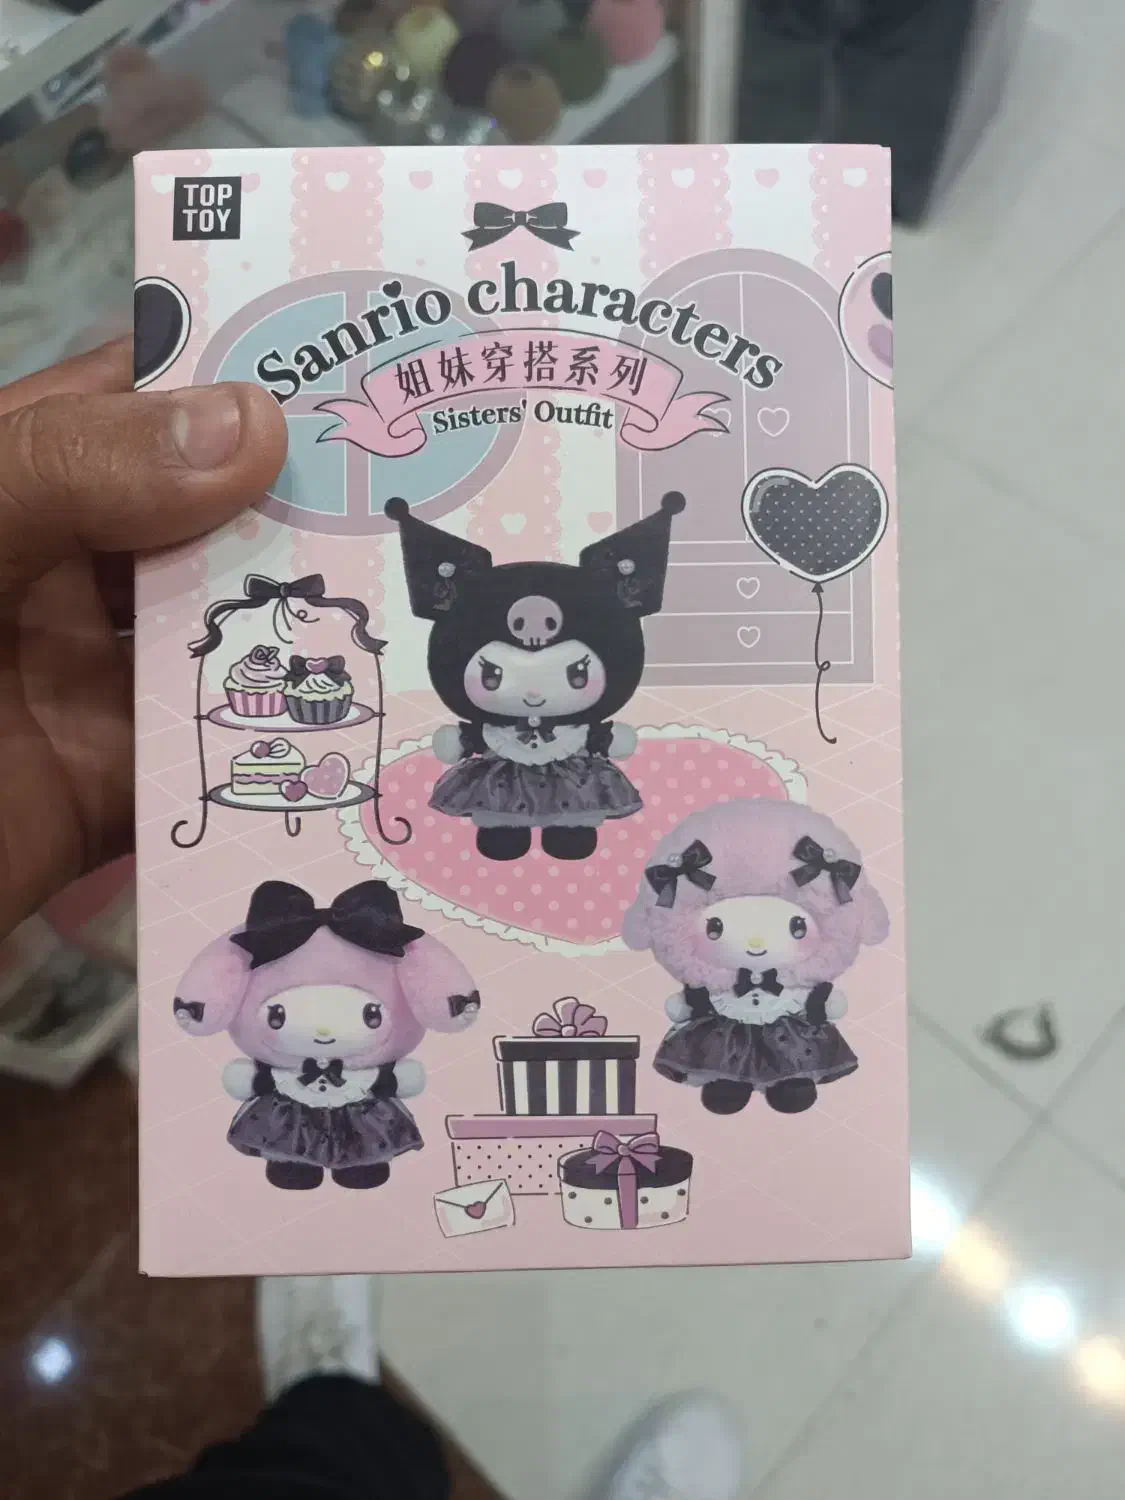 TOP
TOY
Sanrio characters
姐妹穿搭系列
Sisters' Outfit